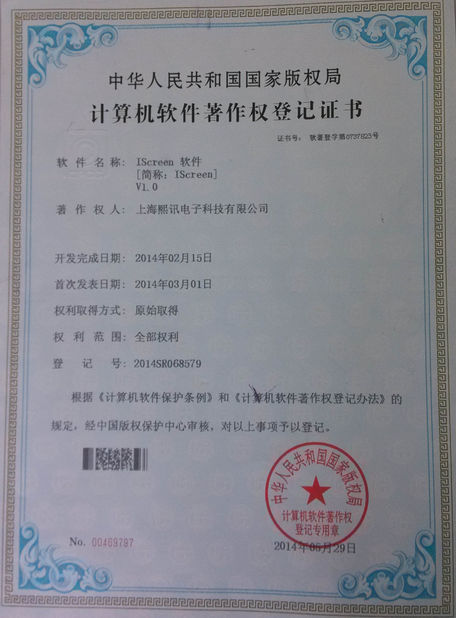 中华人民共和国国家版权局
计算机软件著作权登记证书
证书号： 软著登字第0737823号
软 件 名 称： IScreen 软件
[简称：IScreen]
V1.0
著 作 权 人： 上海熙讯电子科技有限公司
开发完成日期： 2014年02月15日
首次发表日期： 2014年03月01日
权利取得方式： 原始取得
权 利 范 围： 全部权利
登 记 号： 2014SR068579
根据《计算机软件保护条例》和《计算机软件著作权登记办法》的
规定，经中国版权保护中心审核，对以上事项予以登记。
中华人民共和国国家版权局
计算机软件著作权
登记专用章
No. 00469797
2014年05月29日